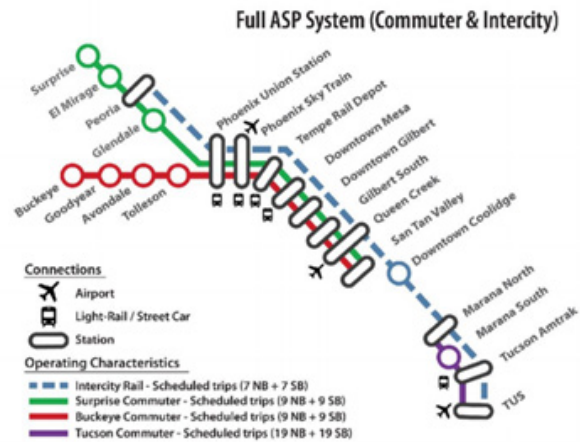 Full ASP System (Commuter & Intercity)
Surprise
El Mirage
Peoria
Glendale
Buckeye
Goodyear
Avondale
Tolleson
Phoenix Union Station
Phoenix Sky Train
Tempe Rail Depot
Downtown Mesa
Downtown Gilbert
Gilbert South
Queen Creek
San Tan Valley
Downtown Coolidge
Marana North
Marana South
Tucson Amtrak
TUS
Connections
Airport
Light-Rail / Street Car
Station
Operating Characteristics
Intercity Rail - Scheduled trips (7 NB + 7 SB)
Surprise Commuter - Scheduled trips (9 NB + 9 SB)
Buckeye Commuter - Scheduled trips (9 NB + 9 SB)
Tucson Commuter - Scheduled trips (19 NB + 19 SB)